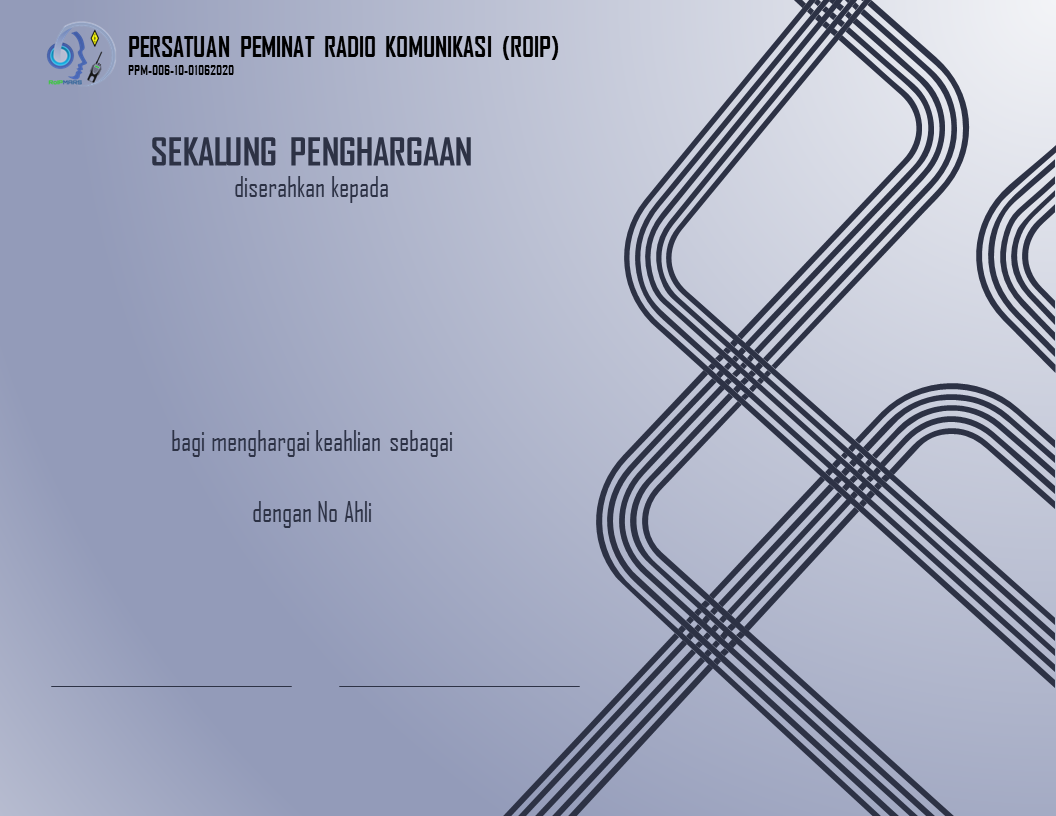 PERSATUAN PEMINAT RADIO KOMUNIKASI (ROIP)
PPM-006-10-01062020
SEKALUNG PENGHARGAAN
diserahkan kepada
bagi menghargai keahlian sebagai
dengan No Ahli